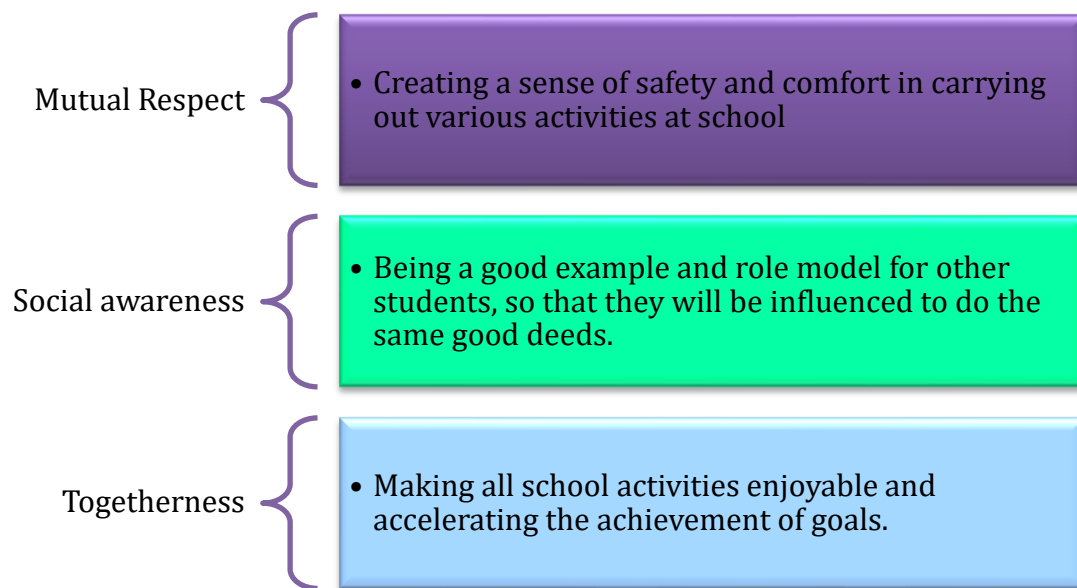 Mutual Respect
• Creating a sense of safety and comfort in carrying
out various activities at school
Social awareness
• Being a good example and role model for other
students, so that they will be influenced to do the
same good deeds.
Togetherness
• Making all school activities enjoyable and
accelerating the achievement of goals.